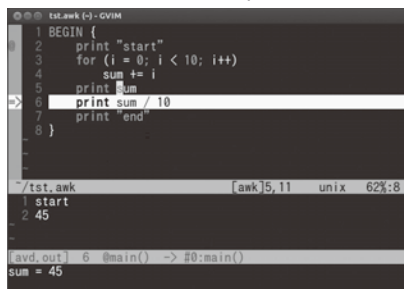 tst.awk (~) - GVIM
1 BEGIN {
2     print "start"
3     for (i = 0; i < 10; i++)
4         sum += i
5     print sum
=> 6     print sum / 10
7     print "end"
8 }
~/tst.awk [awk]5,11 unix 62%:8
1 start
2 45
[avd.out] 6 @main() -> #0:main()
sum = 45